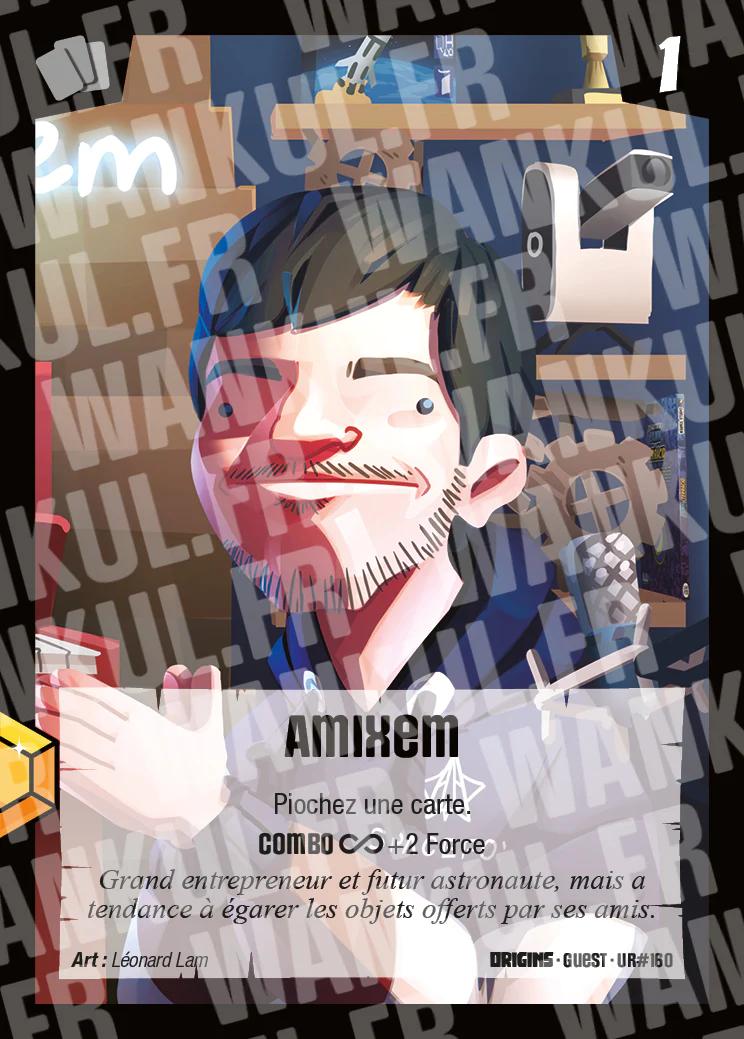 1
em
AMIXEM
Piochez une carte.
COMBO ∞ +2 Force
Grand entrepreneur et futur astronaute, mais a
tendance à égarer les objets offerts par ses amis.
Art : Léonard Lam
ORIGINS · GUEST · UR#160
WANKUL.FR